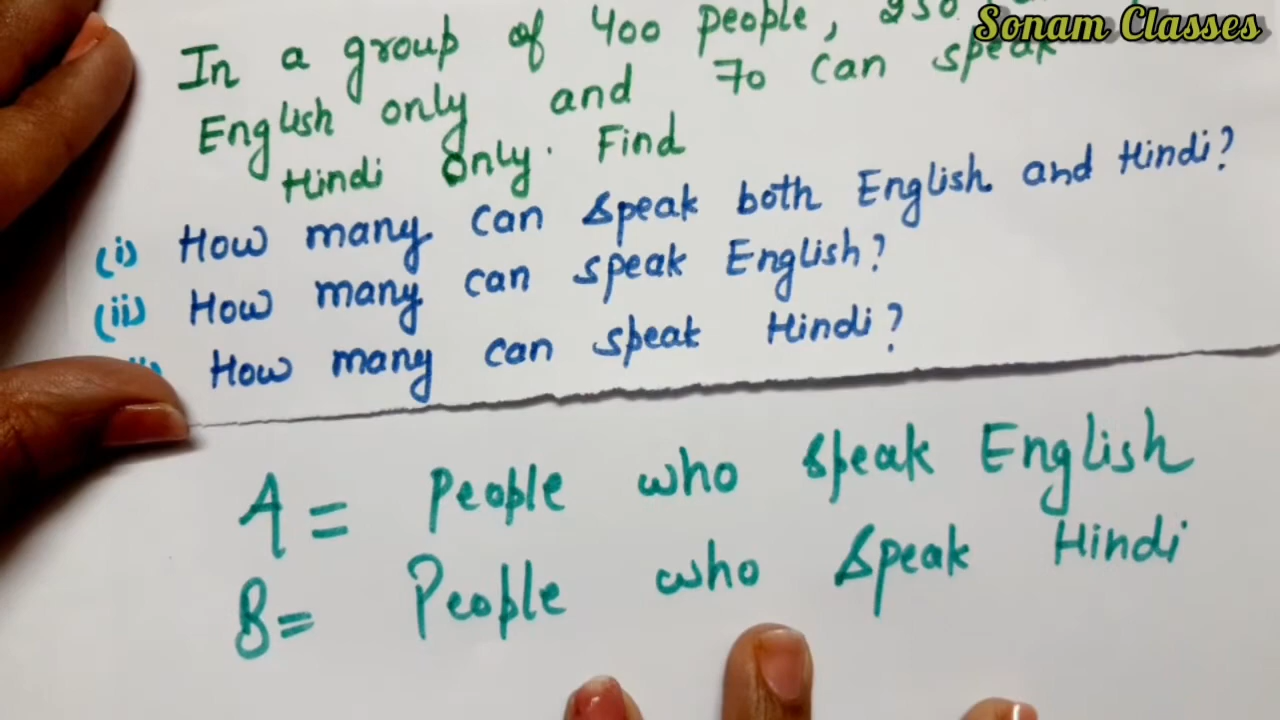 Sonam Classes
In a group of 400 people, 250
English only and 70 can speak
Hindi only. Find
(i) How many can speak both English and Hindi?
(ii) How many can speak English?
How many can speak Hindi?
A = People who speak English
B = People who speak Hindi